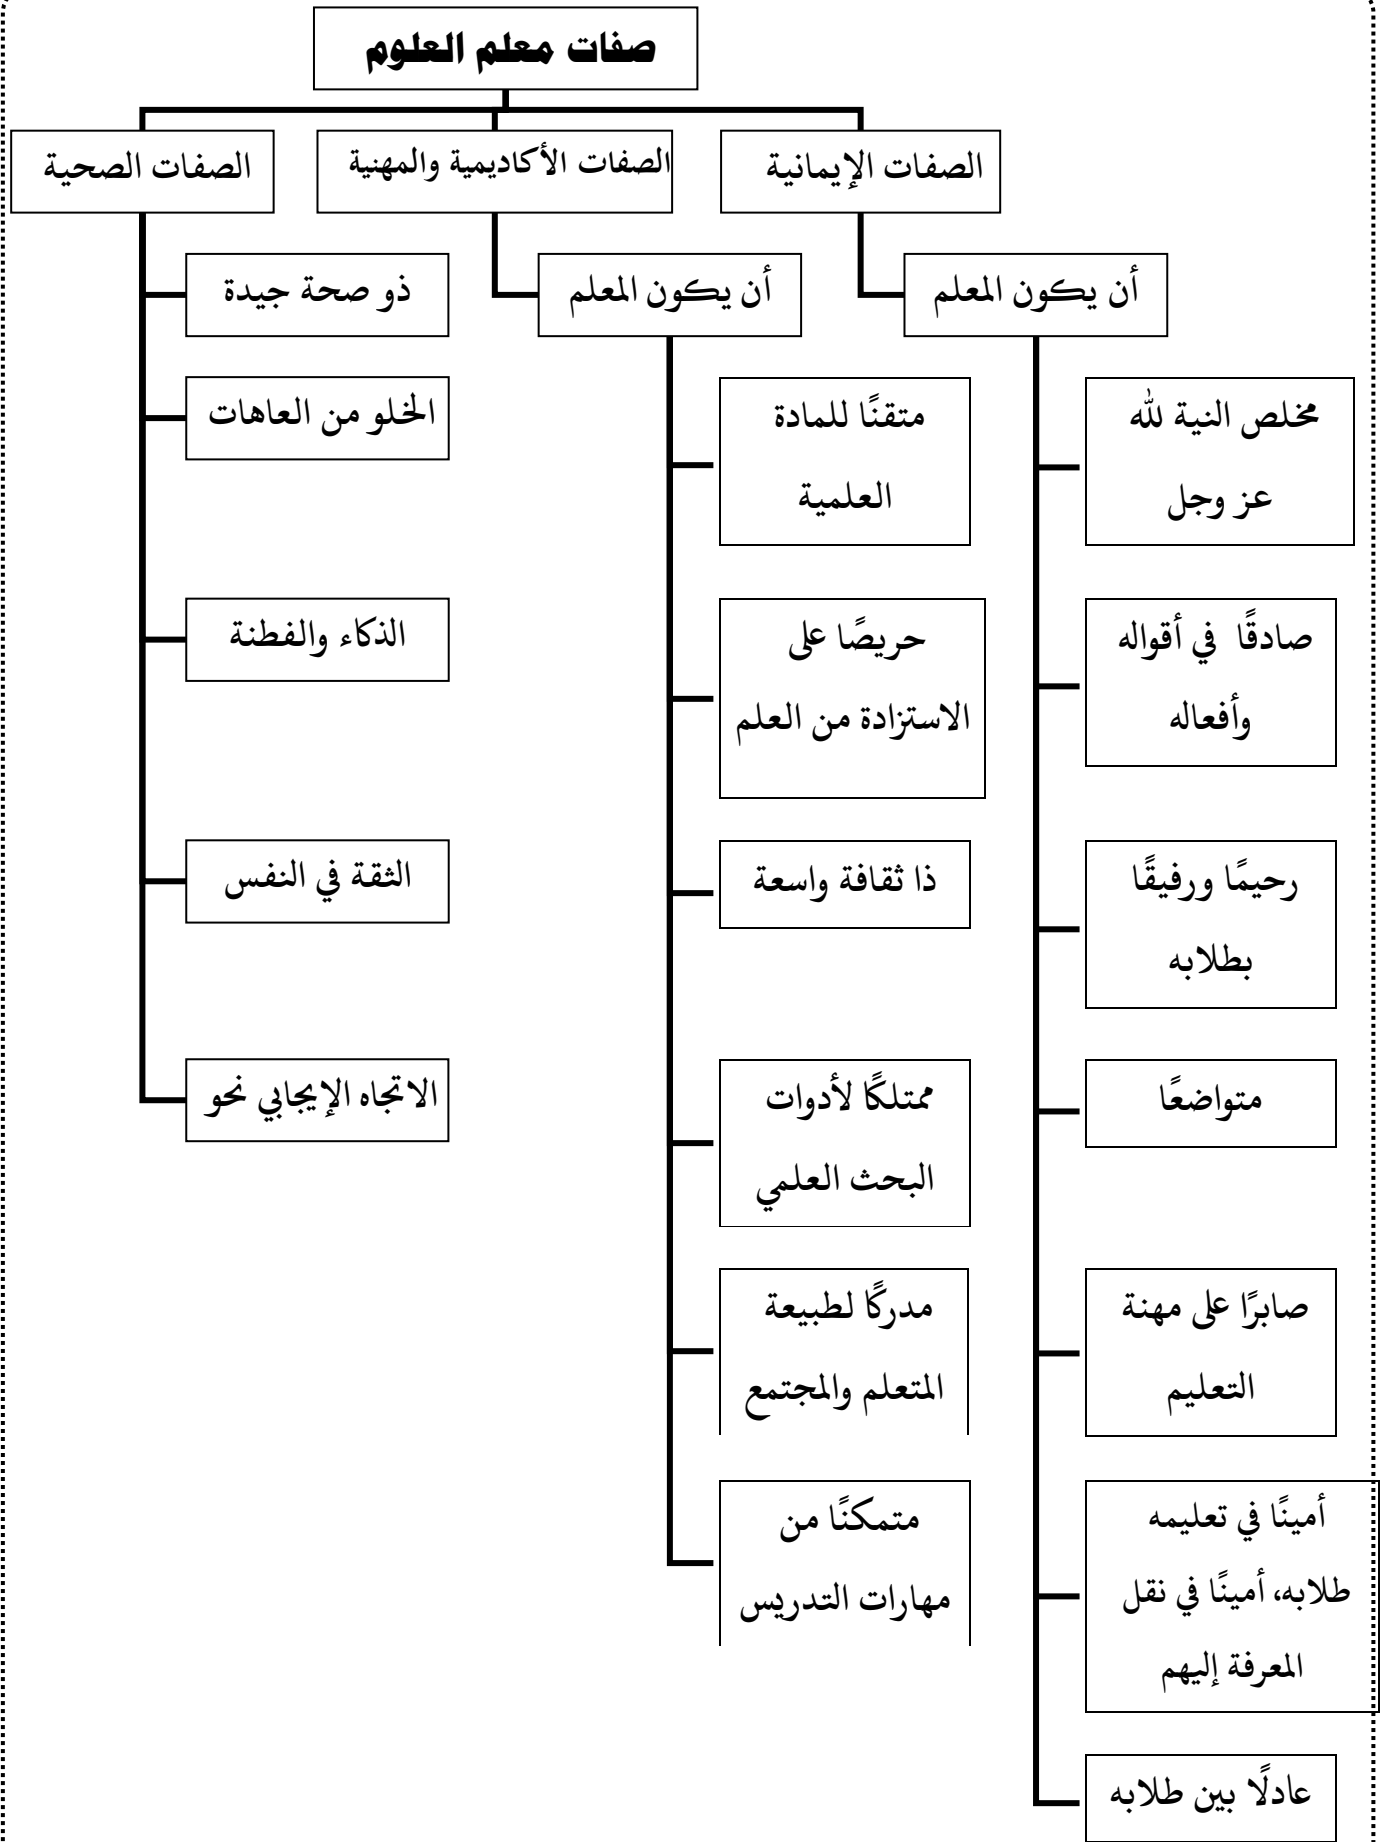 صفات معلم العلوم
الصفات الإيمانية
أن يكون المعلم
مخلص النية لله
عز وجل
صادقًا في أقواله
وأفعاله
رحيمًا ورفيقًا
بطلابه
متواضعًا
صابرًا على مهنة
التعليم
أمينًا في تعليمه
طلابه، أمينًا في نقل
المعرفة إليهم
عادلًا بين طلابه
الصفات الأكاديمية والمهنية
أن يكون المعلم
متقنًا للمادة
العلمية
حريصًا على
الاستزادة من العلم
ذا ثقافة واسعة
ممتلكًا لأدوات
البحث العلمي
مدركًا لطبيعة
المتعلم والمجتمع
متمكنًا من
مهارات التدريس
الصفات الصحية
ذو صحة جيدة
الخلو من العاهات
الذكاء والفطنة
الثقة في النفس
الاتجاه الإيجابي نحو